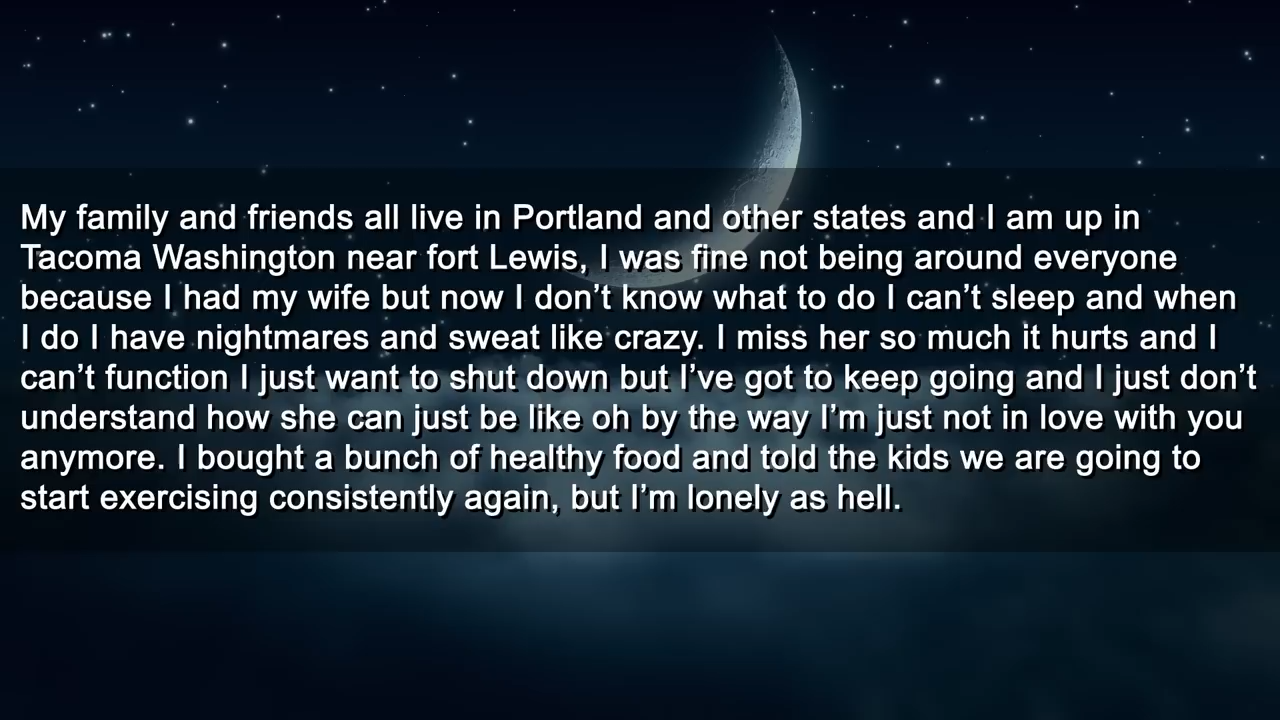 My family and friends all live in Portland and other states and I am up in
Tacoma Washington near fort Lewis, I was fine not being around everyone
because I had my wife but now I don’t know what to do I can’t sleep and when
I do I have nightmares and sweat like crazy. I miss her so much it hurts and I
can’t function I just want to shut down but I’ve got to keep going and I just don’t
understand how she can just be like oh by the way I’m just not in love with you
anymore. I bought a bunch of healthy food and told the kids we are going to
start exercising consistently again, but I’m lonely as hell.